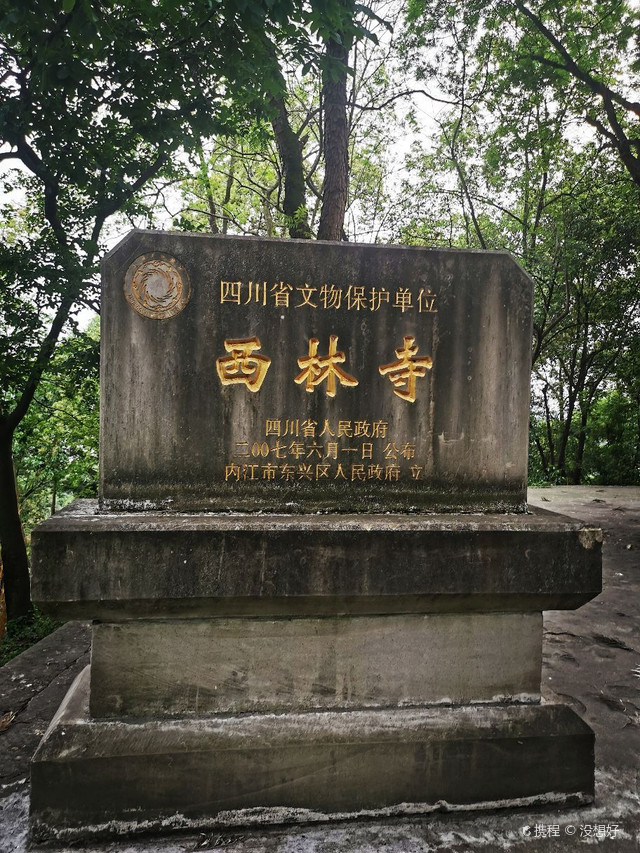 四川省文物保护单位
西林寺
四川省人民政府
二00七年六月一日 公布
内江市东兴区人民政府 立
携程 © 没想好